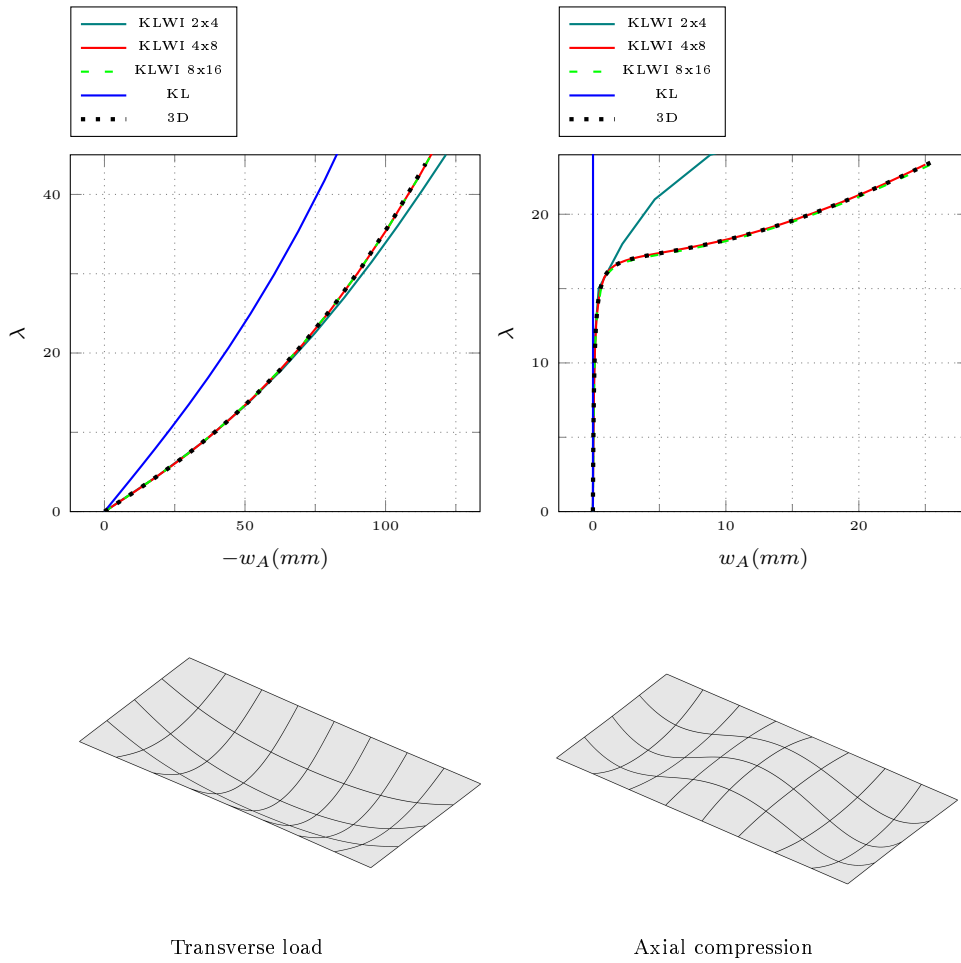 KLWI 2x4
KLWI 4x8
KLWI 8x16
KL
3D
KLWI 2x4
KLWI 4x8
KLWI 8x16
KL
3D
40
20
0
λ
0 50 100
−w_A(mm)
20
10
0
λ
0 10 20
w_A(mm)
Transverse load
Axial compression